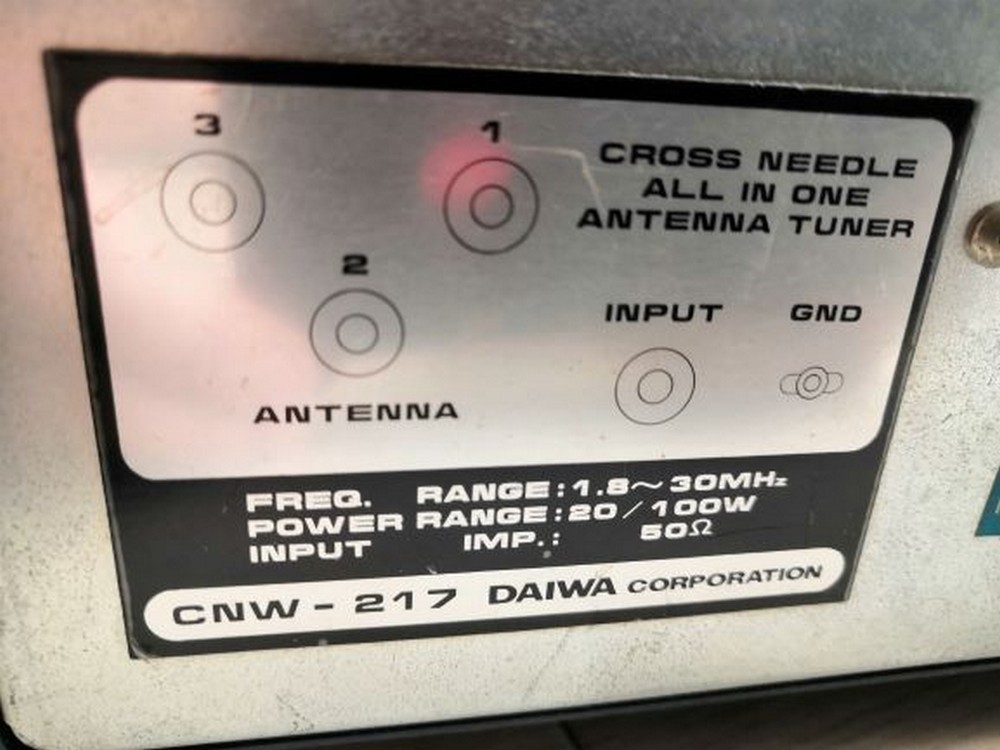 3
1
CROSS NEEDLE
ALL IN ONE
ANTENNA TUNER
2
INPUT
GND
ANTENNA
FREQ. RANGE:1.8～30MHz
POWER RANGE:20/100W
INPUT IMP.: 50Ω
CNW-217 DAIWA CORPORATION